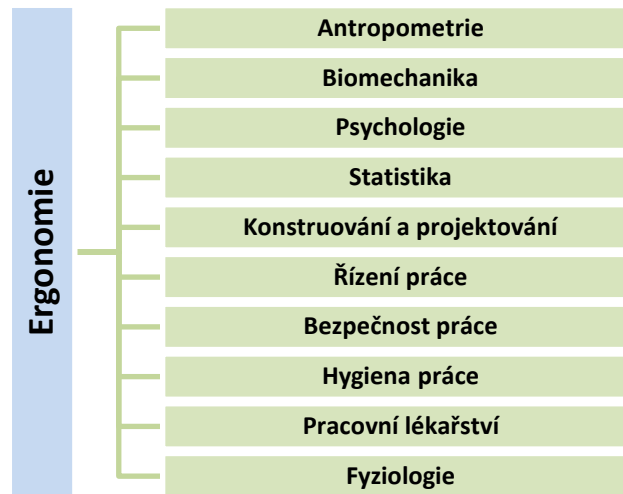 Ergonomie
Antropometrie
Biomechanika
Psychologie
Statistika
Konstruování a projektování
Řízení práce
Bezpečnost práce
Hygiena práce
Pracovní lékařství
Fyziologie